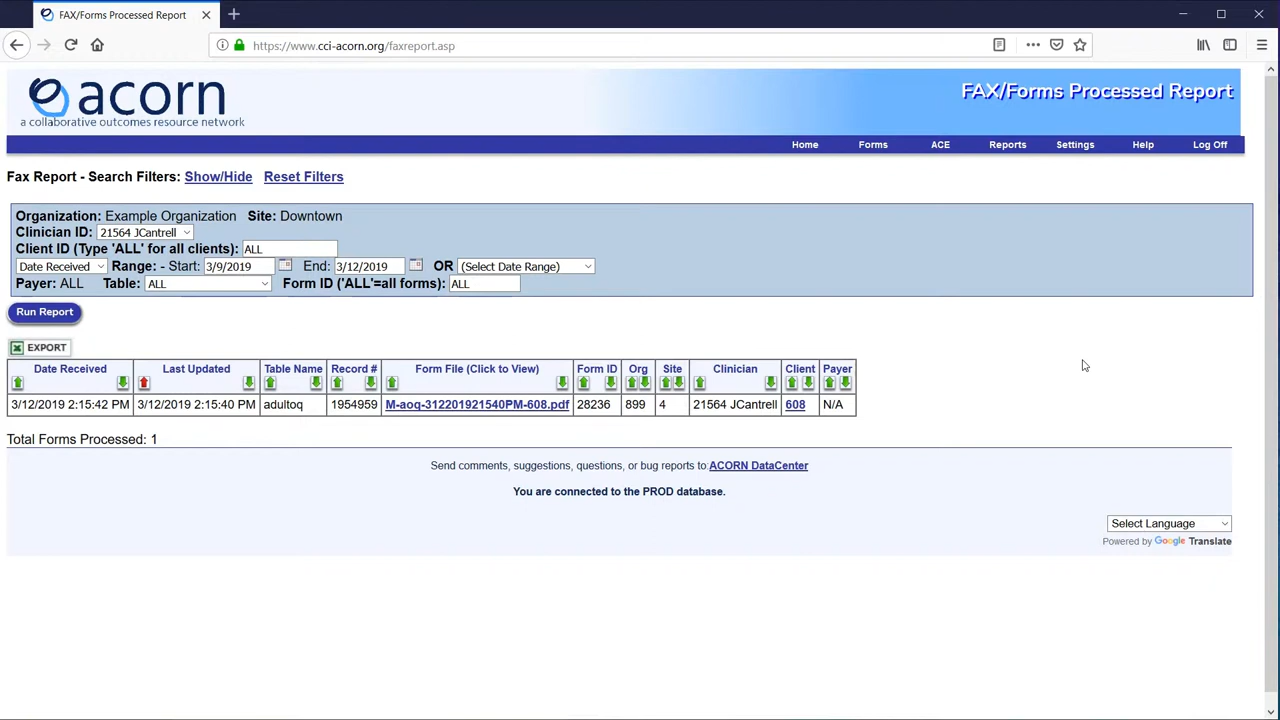 FAX/Forms Processed Report
https://www.cci-acorn.org/faxreport.asp
acorn
a collaborative outcomes resource network
FAX/Forms Processed Report
Home Forms ACE Reports Settings Help Log Off
Fax Report - Search Filters: Show/Hide Reset Filters
Organization: Example Organization Site: Downtown
Clinician ID: 21564 JCantrell
Client ID (Type 'ALL' for all clients): ALL
Date Received Range: - Start: 3/9/2019 End: 3/12/2019 OR (Select Date Range)
Payer: ALL Table: ALL Form ID ('ALL'=all forms): ALL
Run Report
EXPORT
Date Received Last Updated Table Name Record # Form File (Click to View) Form ID Org Site Clinician Client Payer
3/12/2019 2:15:42 PM 3/12/2019 2:15:40 PM adultoq 1954959 M-aoq-312201921540PM-608.pdf 28236 899 4 21564 JCantrell 608 N/A
Total Forms Processed: 1
Send comments, suggestions, questions, or bug reports to ACORN DataCenter
You are connected to the PROD database.
Select Language
Powered by Google Translate